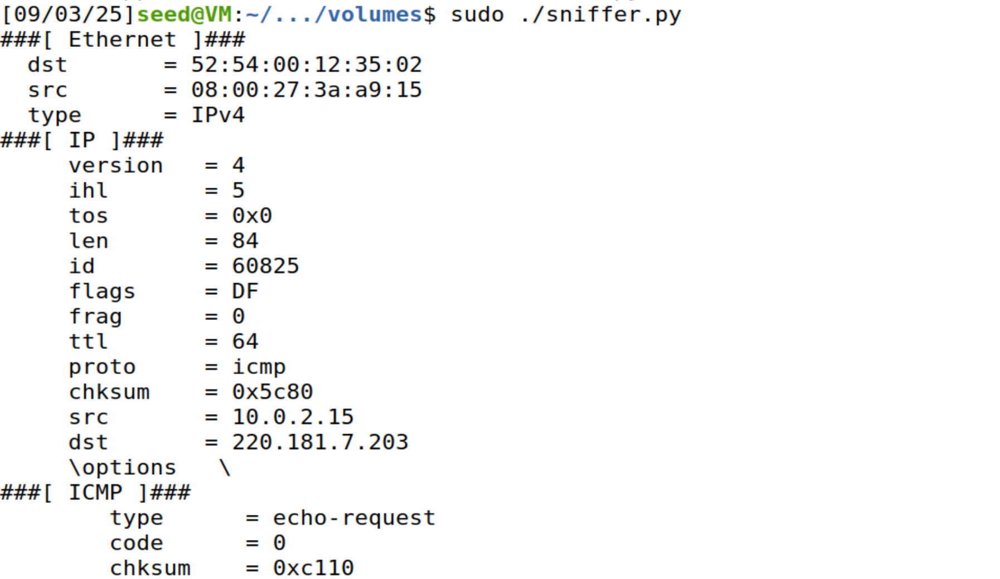 [09/03/25]seed@VM:~/.../volumes$ sudo ./sniffer.py
###[ Ethernet ]###
  dst       = 52:54:00:12:35:02
  src       = 08:00:27:3a:a9:15
  type      = IPv4
###[ IP ]###
     version   = 4
     ihl       = 5
     tos       = 0x0
     len       = 84
     id        = 60825
     flags     = DF
     frag      = 0
     ttl       = 64
     proto     = icmp
     chksum    = 0x5c80
     src       = 10.0.2.15
     dst       = 220.181.7.203
     \options   \
###[ ICMP ]###
        type      = echo-request
        code      = 0
        chksum    = 0xc110